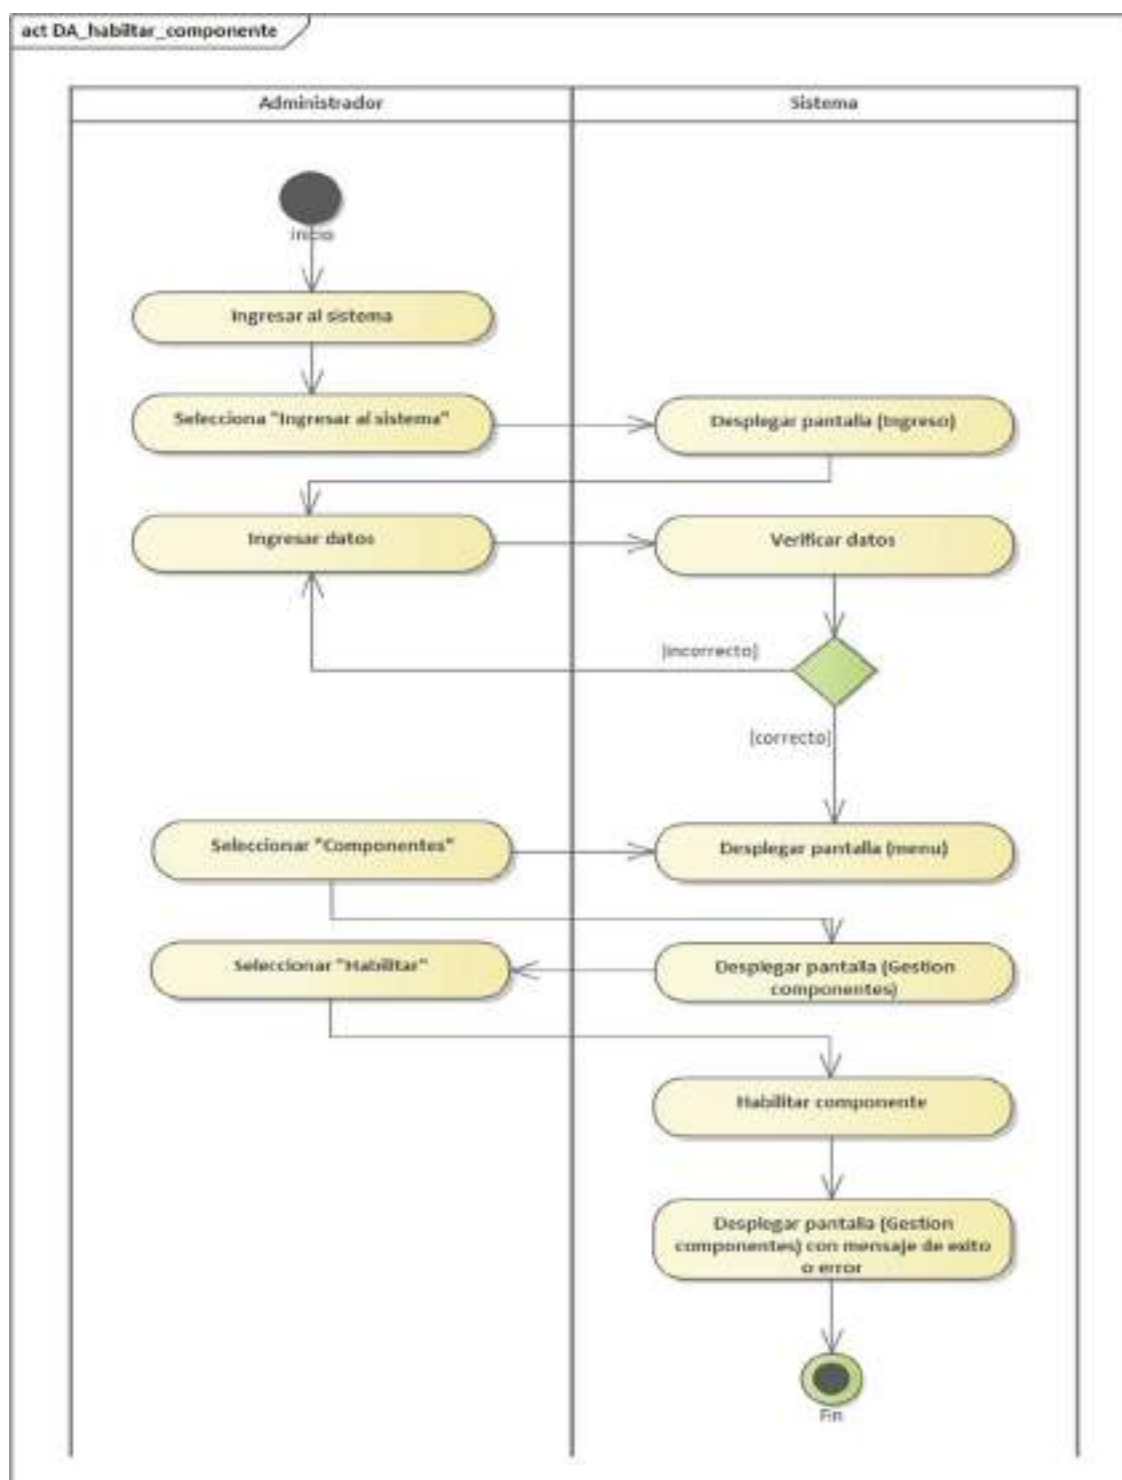 act DA_habiltar_componente
Administrador
Sistema
inicio
Ingresar al sistema
Selecciona "Ingresar al sistema"
Desplegar pantalla (Ingreso)
Ingresar datos
Verificar datos
[incorrecto]
[correcto]
Seleccionar "Componentes"
Desplegar pantalla (menu)
Seleccionar "Habilitar"
Desplegar pantalla (Gestion
componentes)
Habilitar componente
Desplegar pantalla (Gestion
componentes) con mensaje de exito
o error
Fin